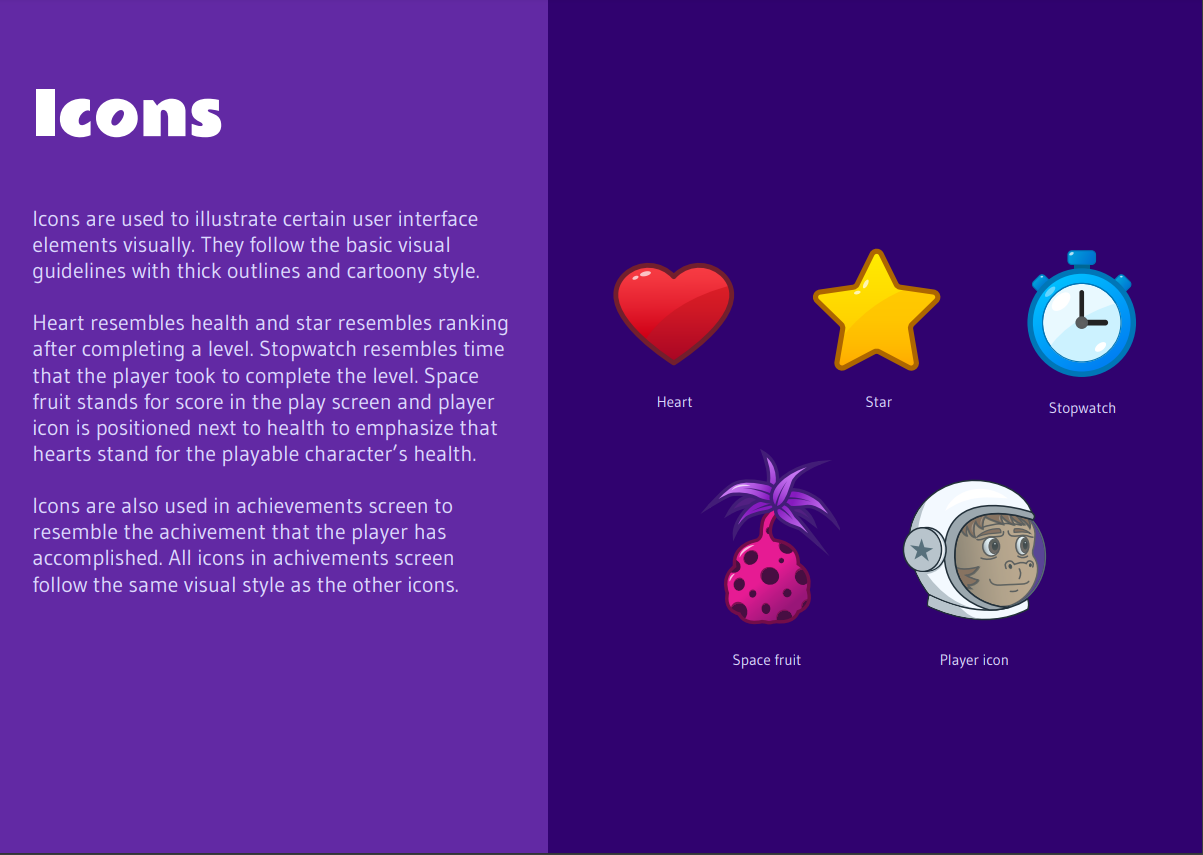 Icons
Icons are used to illustrate certain user interface
elements visually. They follow the basic visual
guidelines with thick outlines and cartoony style.
Heart resembles health and star resembles ranking
after completing a level. Stopwatch resembles time
that the player took to complete the level. Space
fruit stands for score in the play screen and player
icon is positioned next to health to emphasize that
hearts stand for the playable character’s health.
Icons are also used in achievements screen to
resemble the achivement that the player has
accomplished. All icons in achivements screen
follow the same visual style as the other icons.
Heart
Star
Stopwatch
Space fruit
Player icon